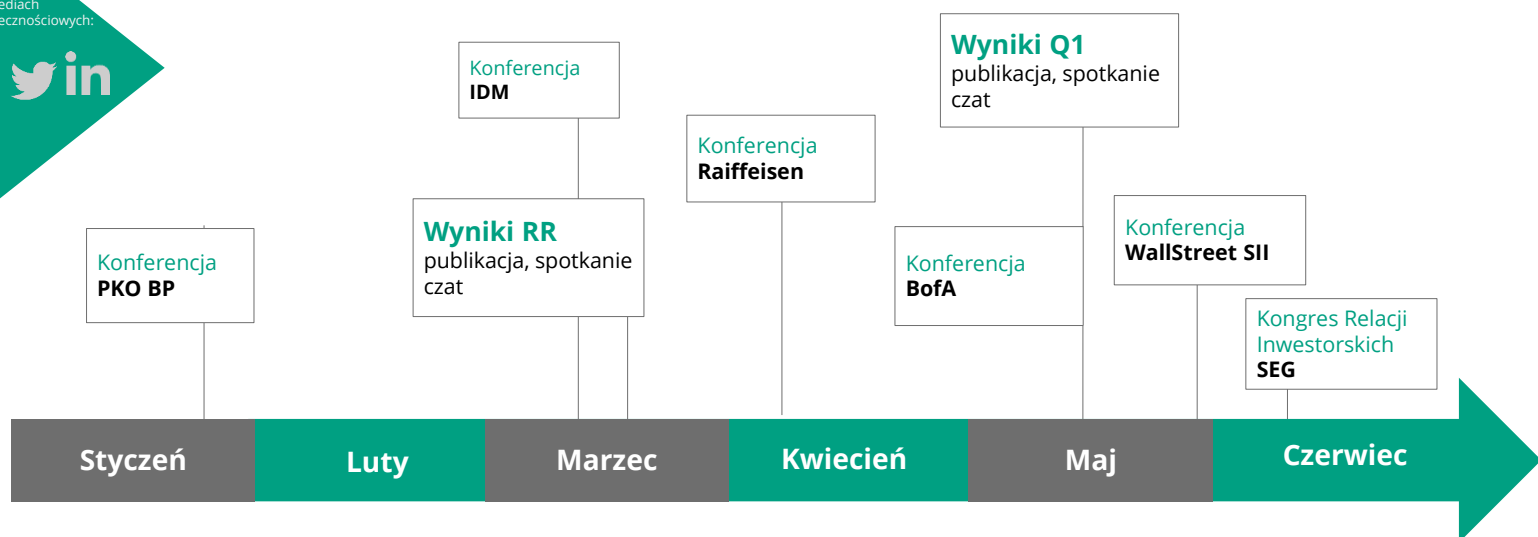 ecznościowych:
in
Konferencja
PKO BP
Konferencja
IDM
Wyniki RR
publikacja, spotkanie
czat
Konferencja
Raiffeisen
Wyniki Q1
publikacja, spotkanie
czat
Konferencja
BofA
Konferencja
WallStreet SII
Kongres Relacji
Inwestorskich
SEG
Styczeń
Luty
Marzec
Kwiecień
Maj
Czerwiec